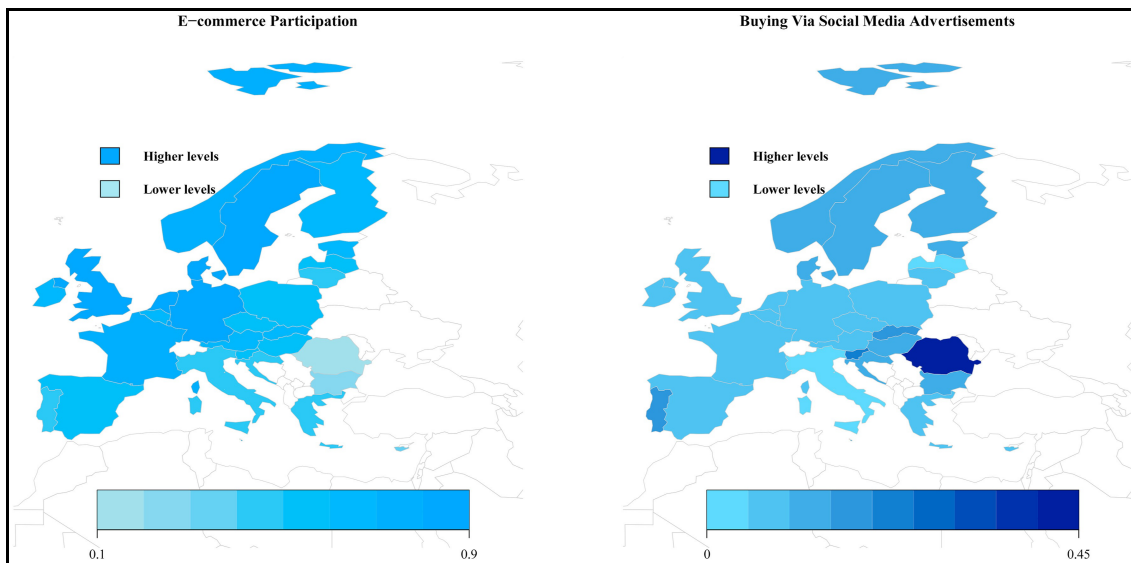 E−commerce Participation
Higher levels
Lower levels
0.1
0.9
Buying Via Social Media Advertisements
Higher levels
Lower levels
0
0.45